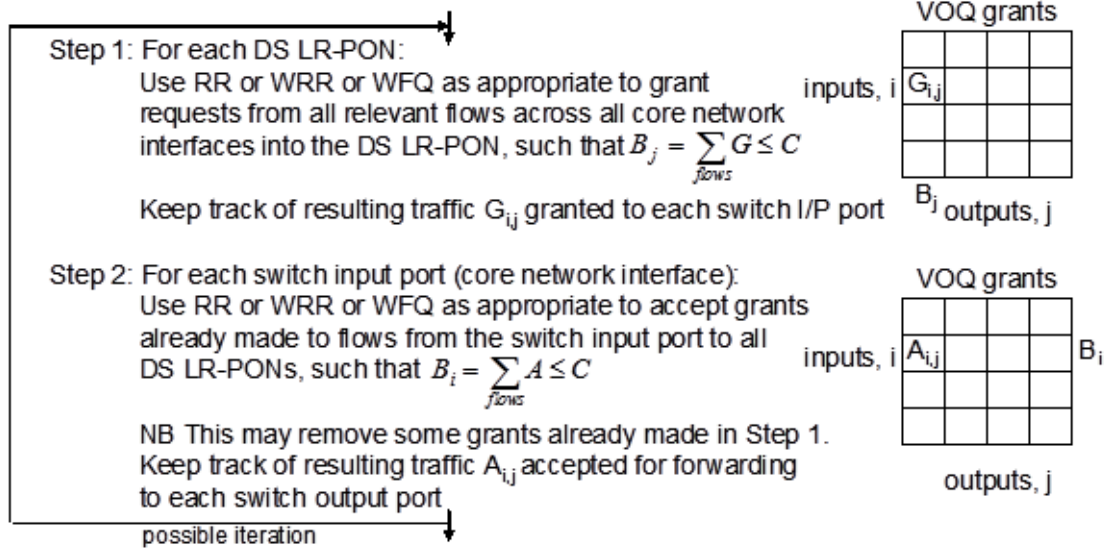 VOQ grants
Step 1: For each DS LR-PON:
Use RR or WRR or WFQ as appropriate to grant
inputs, i G_{i,j}
requests from all relevant flows across all core network
interfaces into the DS LR-PON, such that B_j = ∑_{flows} G ≤ C
Keep track of resulting traffic G_{i,j} granted to each switch I/P port
B_j outputs, j
Step 2: For each switch input port (core network interface):
VOQ grants
Use RR or WRR or WFQ as appropriate to accept grants
already made to flows from the switch input port to all
inputs, i A_{i,j} B_i
DS LR-PONs, such that B_i = ∑_{flows} A ≤ C
NB This may remove some grants already made in Step 1.
Keep track of resulting traffic A_{i,j} accepted for forwarding
outputs, j
to each switch output port
possible iteration